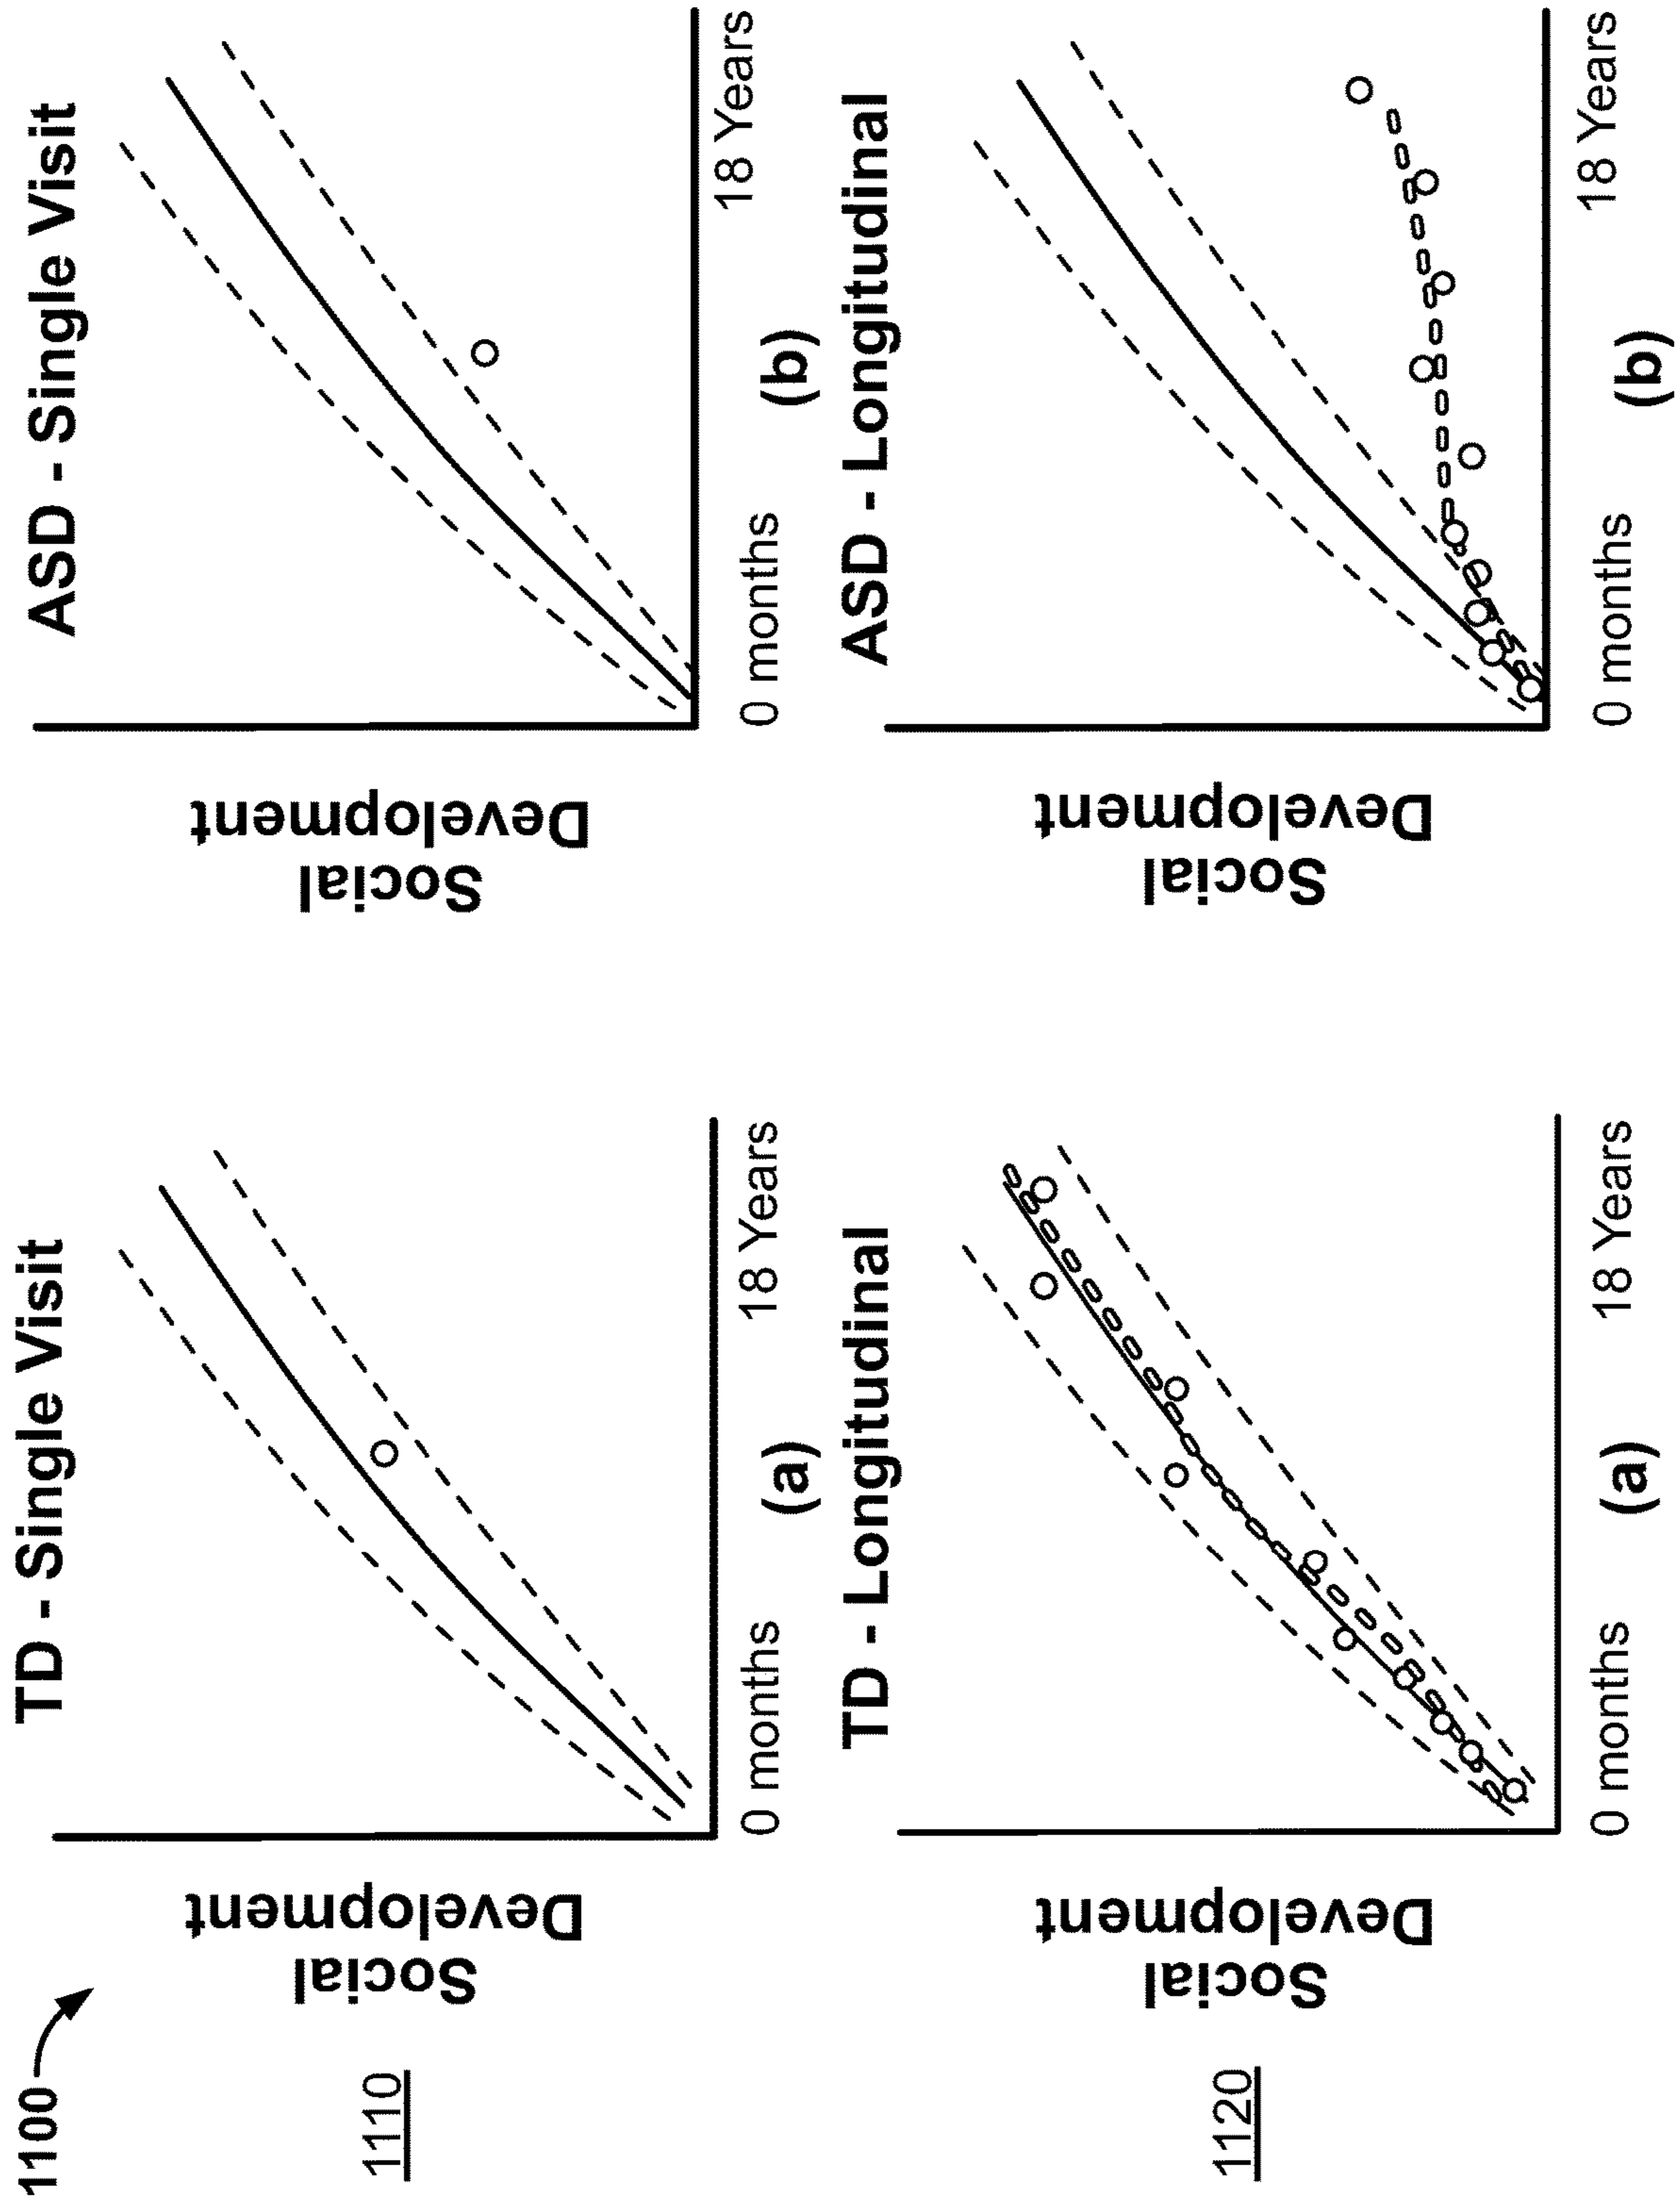 1100
1110
TD - Single Visit
Social
Development
0 months 18 Years
(a)
ASD - Single Visit
Social
Development
0 months 18 Years
(b)
1120
TD - Longitudinal
Social
Development
0 months 18 Years
(a)
ASD - Longitudinal
Social
Development
0 months 18 Years
(b)